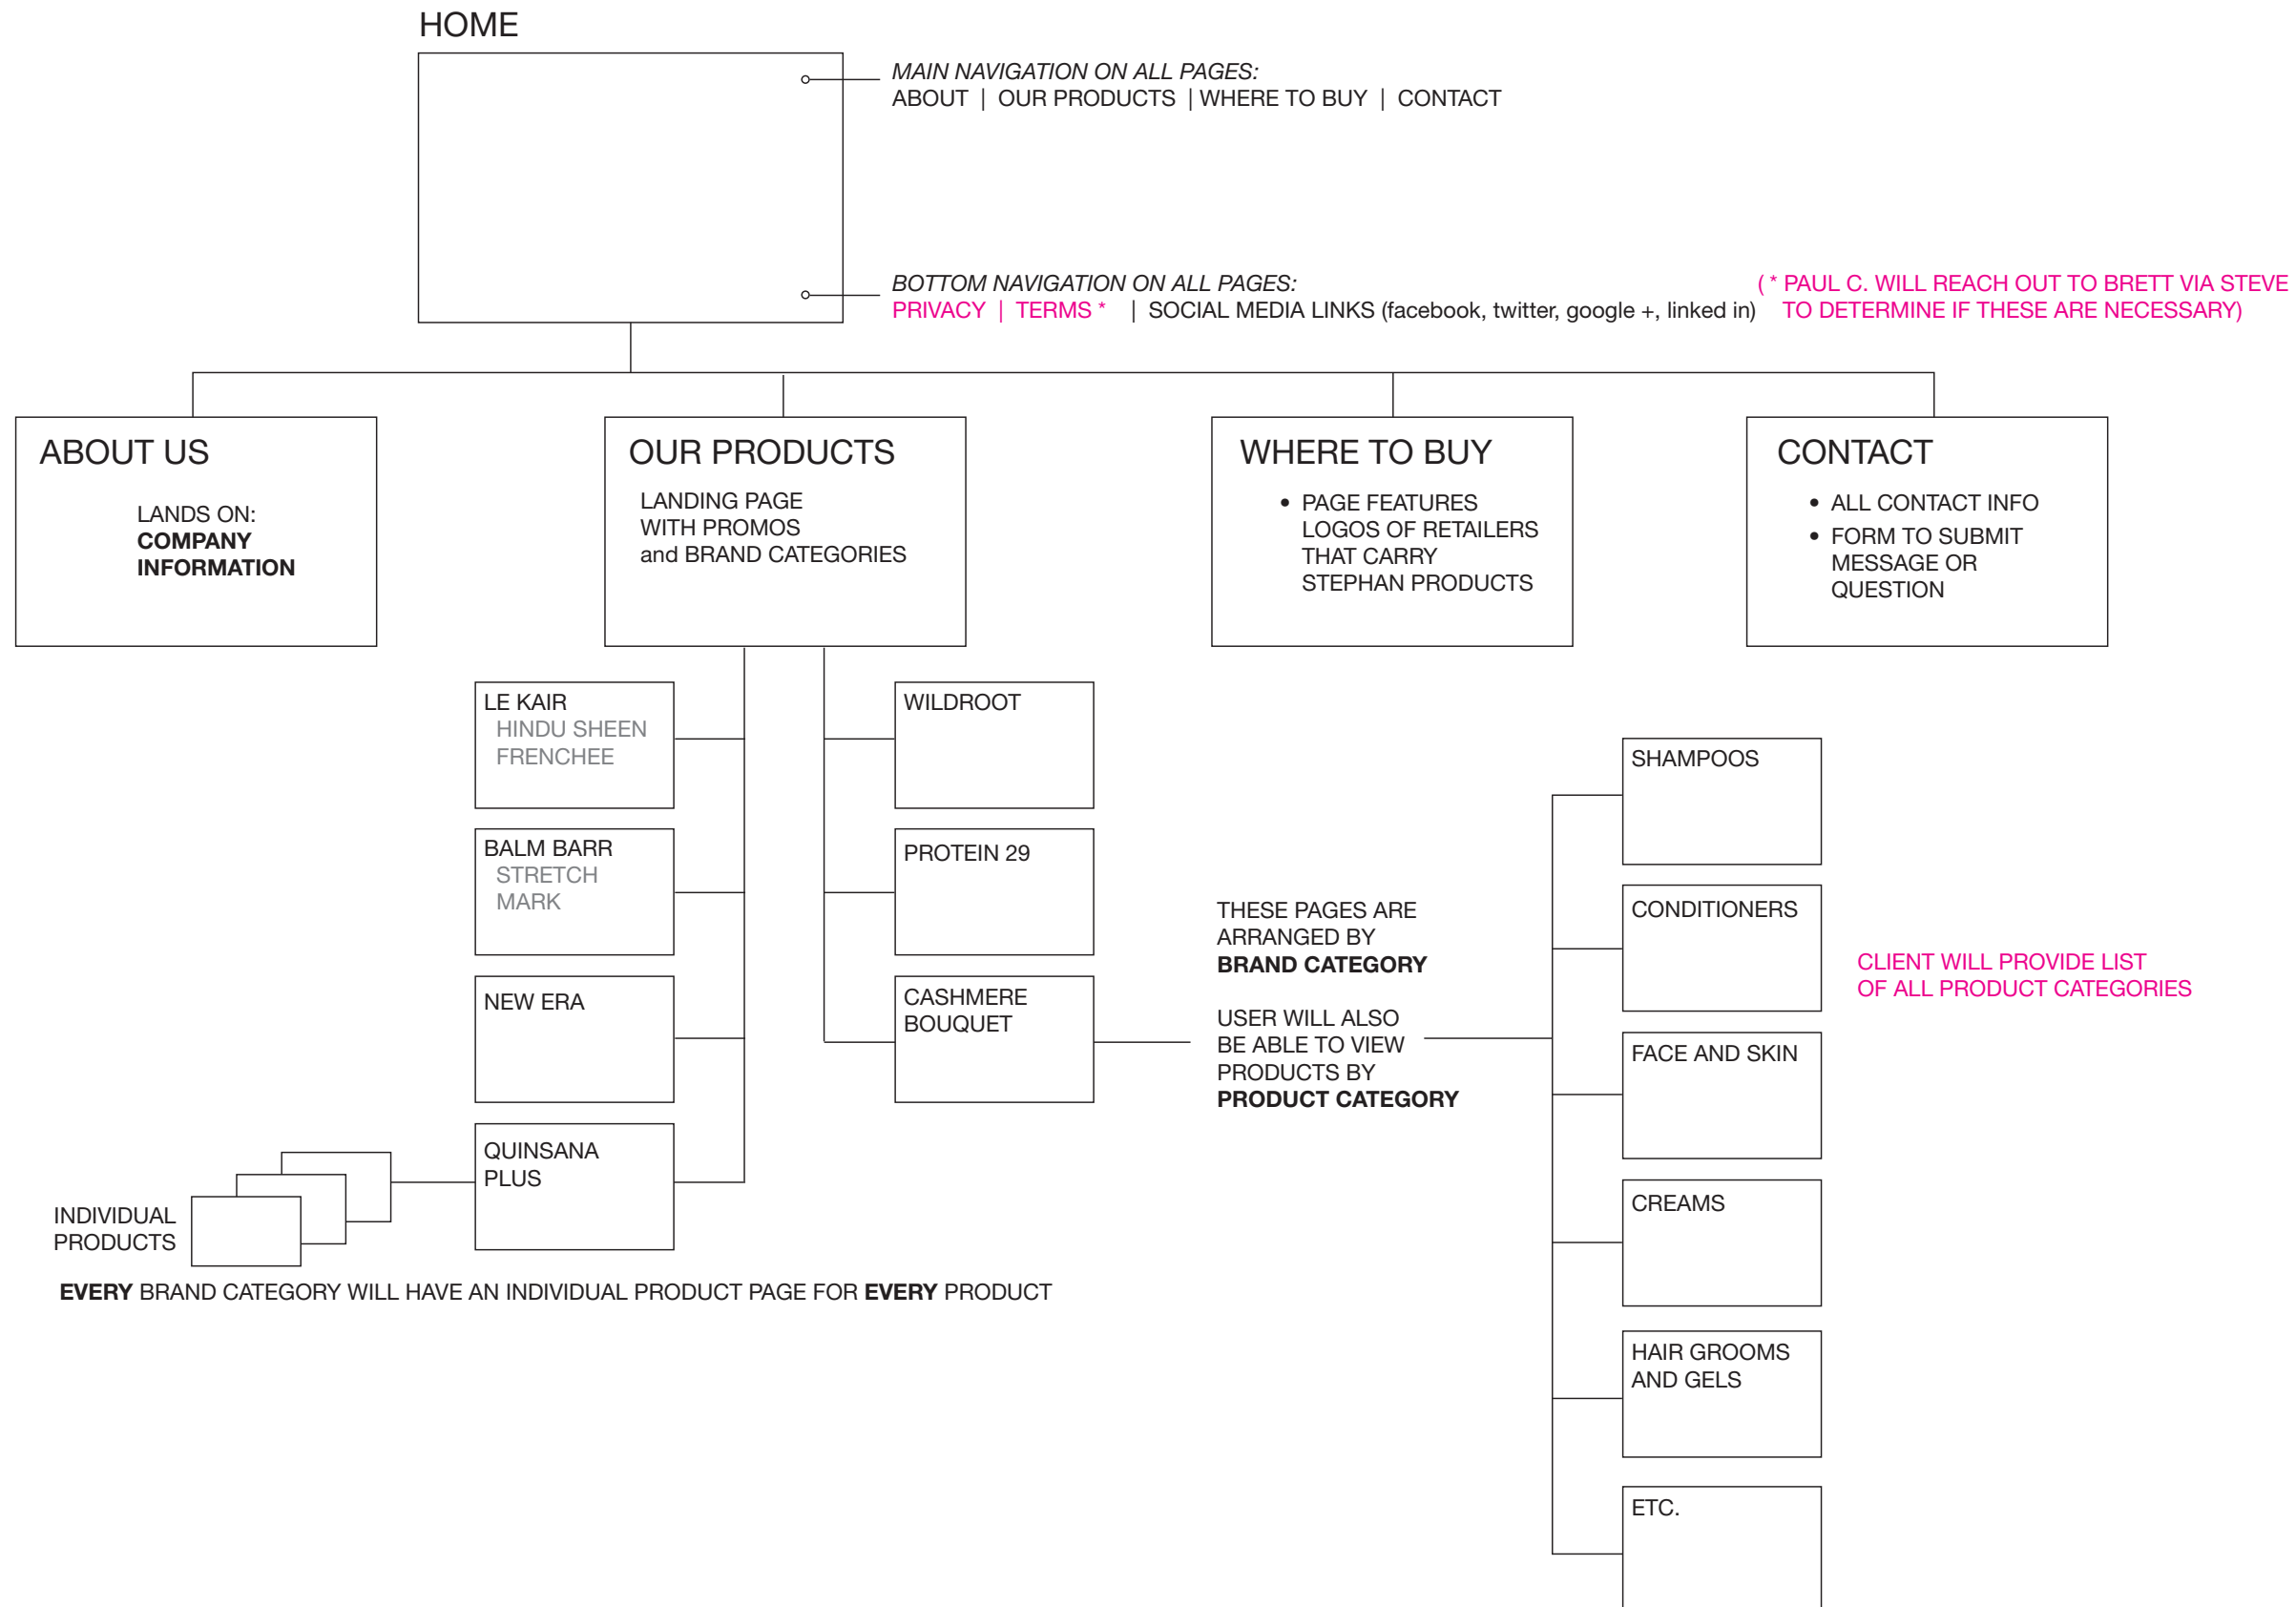 HOME
MAIN NAVIGATION ON ALL PAGES:
ABOUT | OUR PRODUCTS | WHERE TO BUY | CONTACT
BOTTOM NAVIGATION ON ALL PAGES:
PRIVACY | TERMS * | SOCIAL MEDIA LINKS (facebook, twitter, google +, linked in)
( * PAUL C. WILL REACH OUT TO BRETT VIA STEVE
TO DETERMINE IF THESE ARE NECESSARY)
ABOUT US
LANDS ON:
COMPANY
INFORMATION
OUR PRODUCTS
LANDING PAGE
WITH PROMOS
and BRAND CATEGORIES
WHERE TO BUY
• PAGE FEATURES
LOGOS OF RETAILERS
THAT CARRY
STEPHAN PRODUCTS
CONTACT
• ALL CONTACT INFO
• FORM TO SUBMIT
MESSAGE OR
QUESTION
LE KAIR
HINDU SHEEN
FRENCHEE
BALM BARR
STRETCH
MARK
NEW ERA
QUINSANA
PLUS
INDIVIDUAL
PRODUCTS
EVERY BRAND CATEGORY WILL HAVE AN INDIVIDUAL PRODUCT PAGE FOR EVERY PRODUCT
WILDROOT
PROTEIN 29
CASHMERE
BOUQUET
THESE PAGES ARE
ARRANGED BY
BRAND CATEGORY
USER WILL ALSO
BE ABLE TO VIEW
PRODUCTS BY
PRODUCT CATEGORY
SHAMPOOS
CONDITIONERS
FACE AND SKIN
CREAMS
HAIR GROOMS
AND GELS
ETC.
CLIENT WILL PROVIDE LIST
OF ALL PRODUCT CATEGORIES